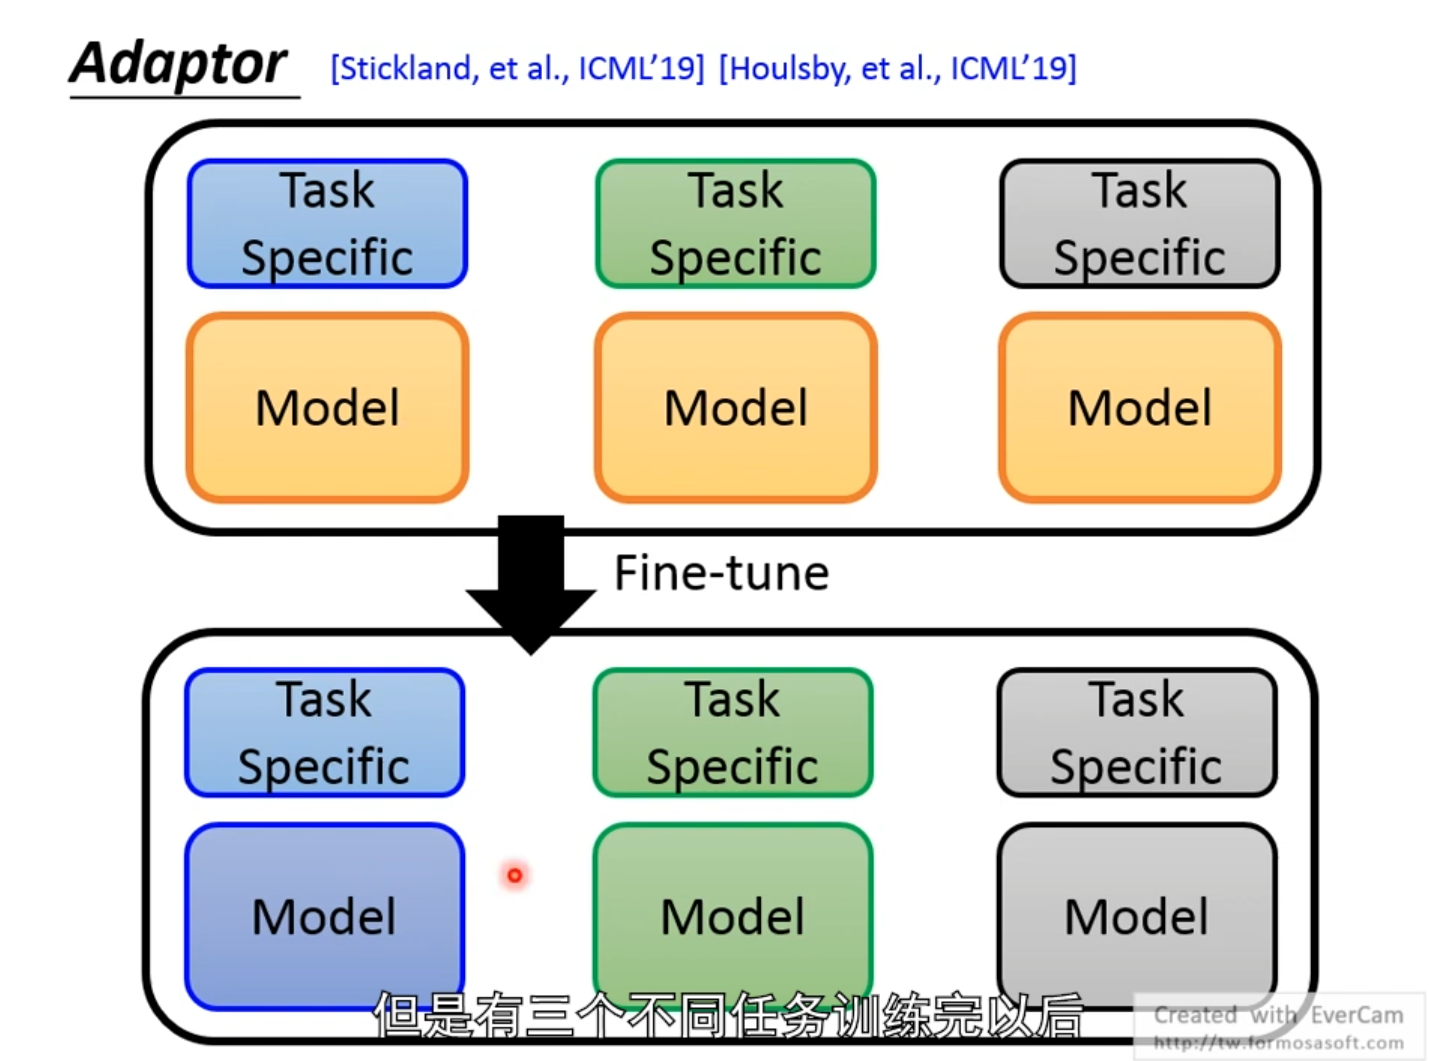 Adaptor [Stickland, et al., ICML’19] [Houlsby, et al., ICML’19]
Task Specific
Task Specific
Task Specific
Model
Model
Model
Fine-tune
Task Specific
Task Specific
Task Specific
Model
Model
Model
但是有三个不同任务训练完以后
Created with EverCam
http://tw.formosasoft.com